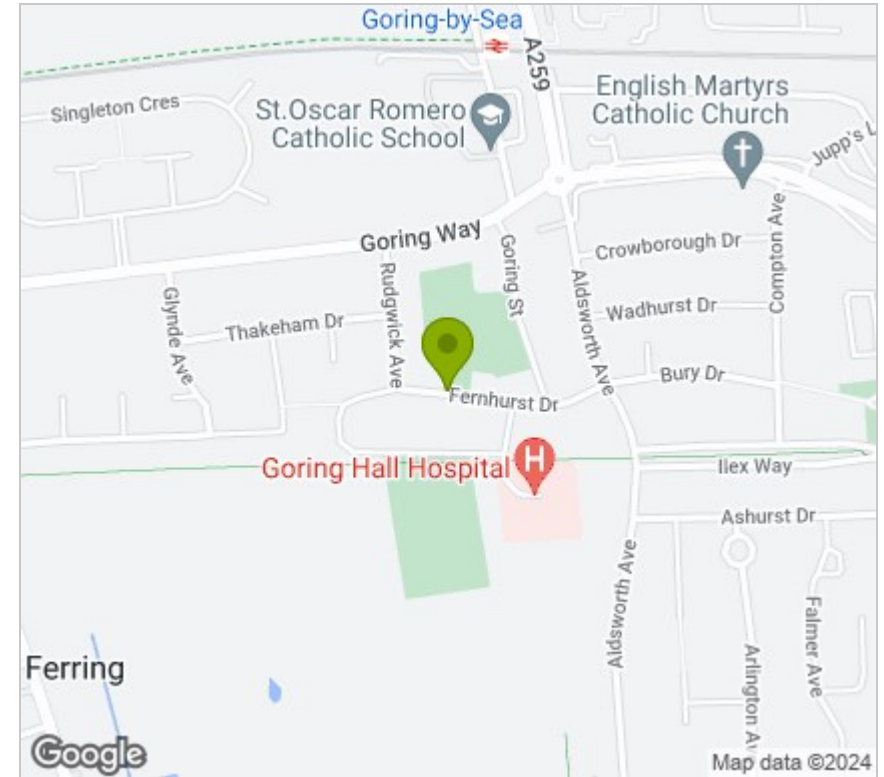 Goring-by-Sea
A259
Singleton Cres
St.Oscar Romero
Catholic School
English Martyrs
Catholic Church
Jupp's L
Goring Way
Goring St
Crowborough Dr
Compton Ave
Aldsworth Ave
Rudgwick Ave
Glynde Ave
Thakeham Dr
Wadhurst Dr
Bury Dr
Fernhurst Dr
Goring Hall Hospital
H
Ilex Way
Ashurst Dr
Aldsworth Ave
Falmer Ave
Arlington Av
Ferring
Google
Map data ©2024